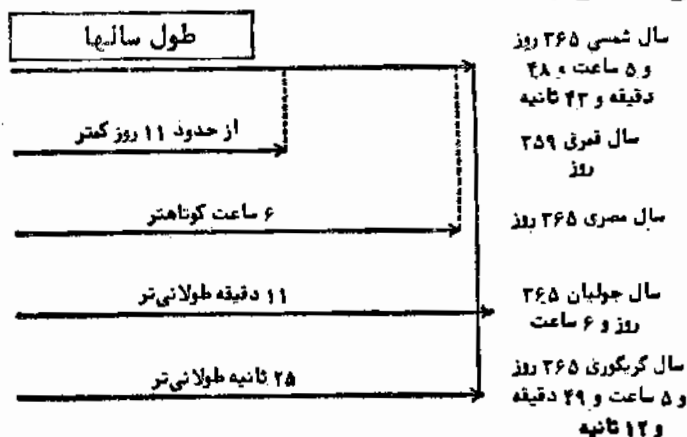 طول سالها
سال شمسی ۳۶۵ روز
و ۵ ساعت و ۴۸
دقیقه و ۴۳ ثانیه
از حدود ۱۱ روز کمتر
سال قمری ۳۵۹
روز
۶ ساعت کوتاهتر
سال مصری ۳۶۵ روز
۱۱ دقیقه طولانی‌تر
سال جولیان ۳۶۵
روز و ۶ ساعت
۲۵ ثانیه طولانی‌تر
سال گریگوری ۳۶۵ روز
و ۵ ساعت و ۴۹ دقیقه
و ۱۲ ثانیه